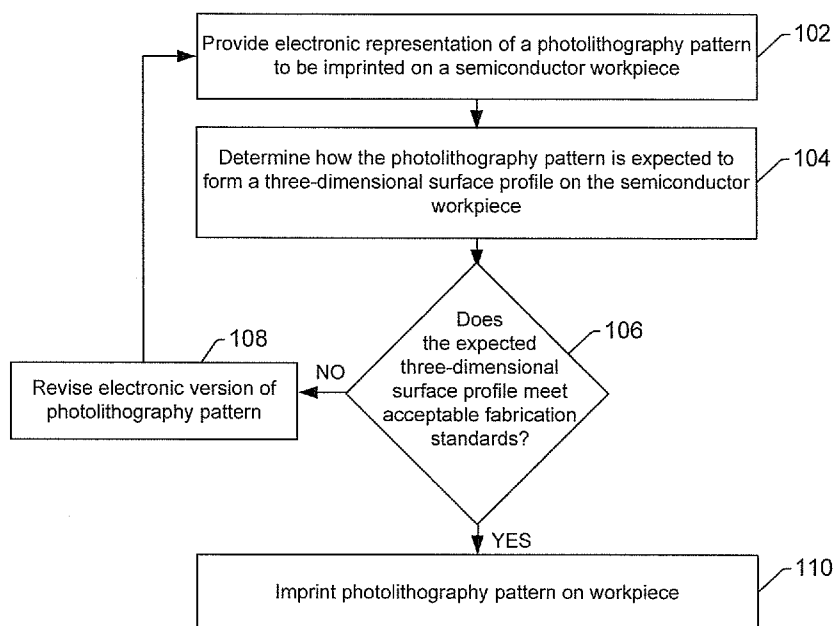 Provide electronic representation of a photolithography pattern
to be imprinted on a semiconductor workpiece
102
Determine how the photolithography pattern is expected to
form a three-dimensional surface profile on the semiconductor
workpiece
104
Does
the expected
three-dimensional
surface profile meet
acceptable fabrication
standards?
106
NO
108
Revise electronic version of
photolithography pattern
YES
Imprint photolithography pattern on workpiece
110